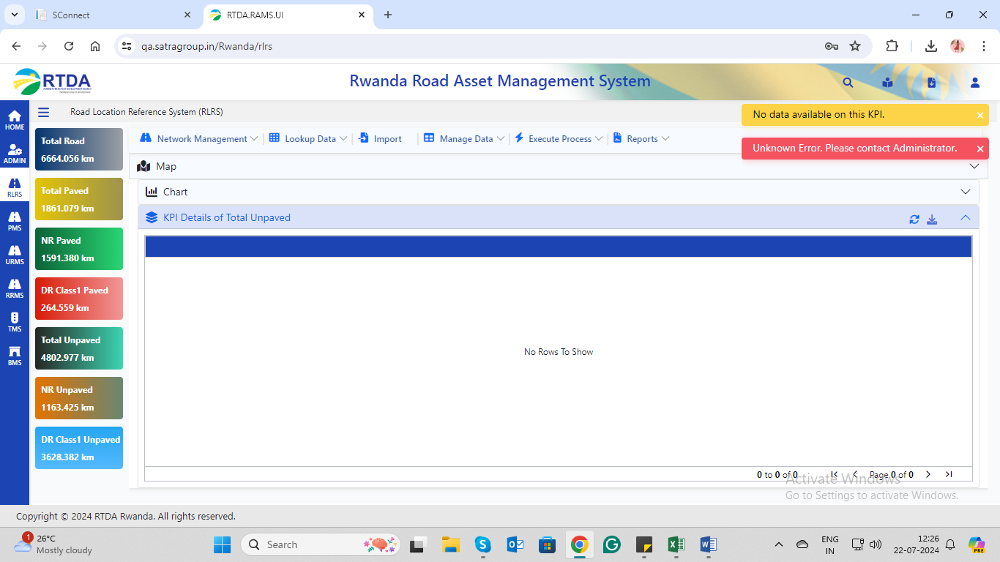 SConnect
RTDA.RAMS.UI
qa.satragroup.in/Rwanda/rlrs
RTDA
Rwanda Road Asset Management System
HOME
ADMIN
RLRS
PMS
URMS
RRMS
TMS
BMS
Road Location Reference System (RLRS)
No data available on this KPI.
Unknown Error. Please contact Administrator.
Total Road
6664.056 km
Total Paved
1861.079 km
NR Paved
1591.380 km
DR Class1 Paved
264.559 km
Total Unpaved
4802.977 km
NR Unpaved
1163.425 km
DR Class1 Unpaved
3628.382 km
Network Management
Lookup Data
Import
Manage Data
Execute Process
Reports
Map
Chart
KPI Details of Total Unpaved
No Rows To Show
0 to 0 of 0
Page 0 of 0
Activate Windows
Go to Settings to activate Windows.
Copyright © 2024 RTDA Rwanda. All rights reserved.
1
26°C
Mostly cloudy
Search
ENG
IN
12:26
22-07-2024
PRE